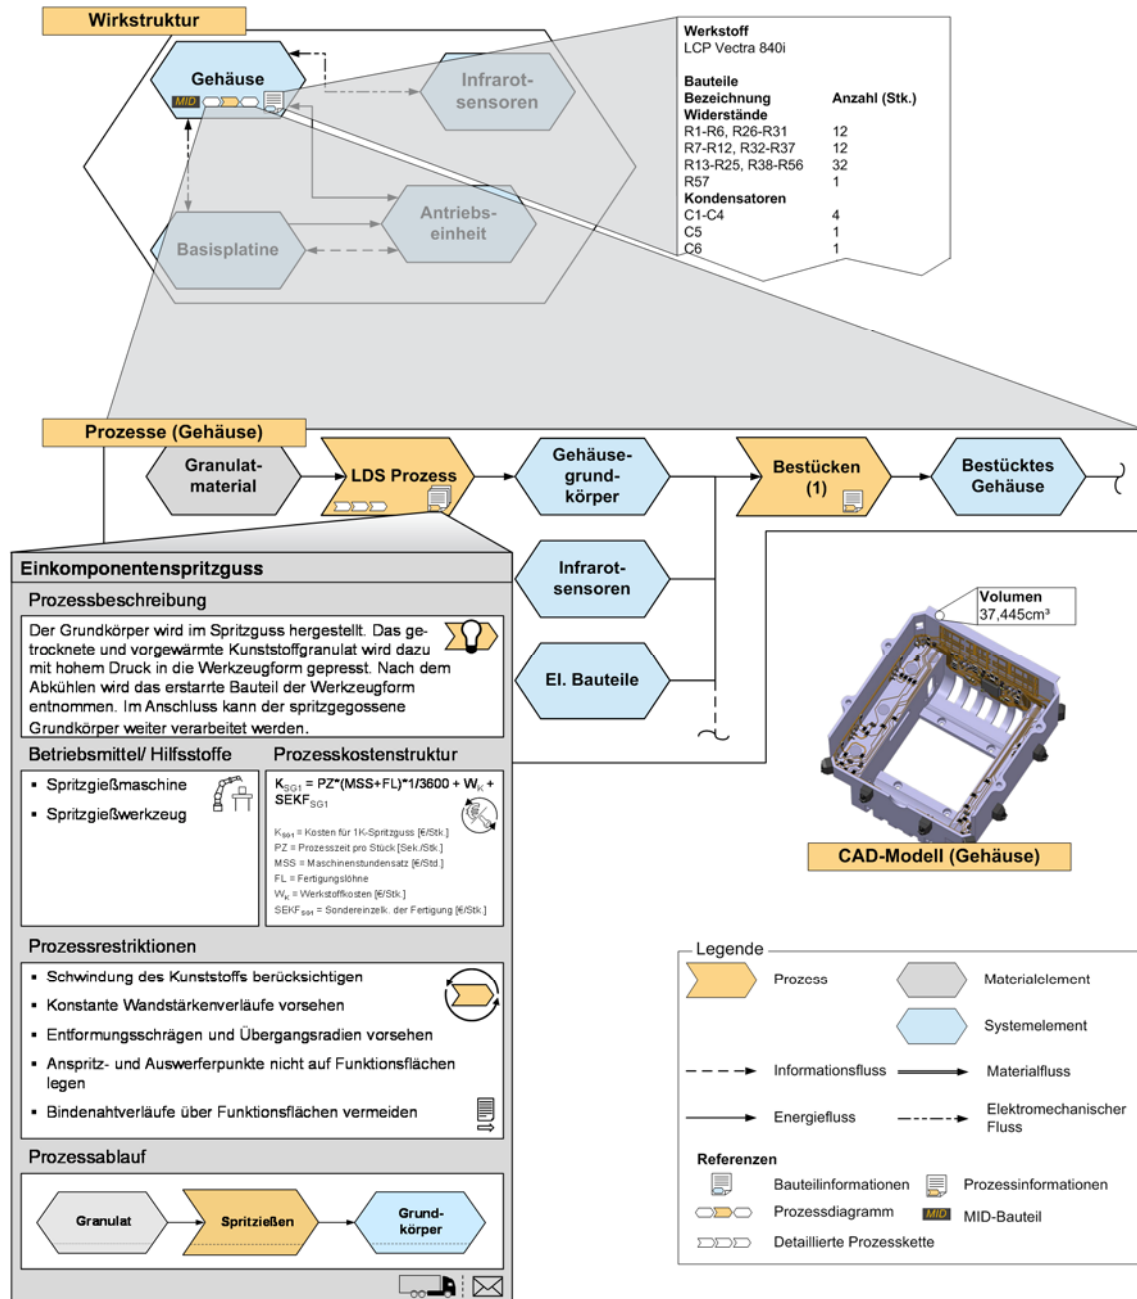 Wirkstruktur
Gehäuse
MID
Infrarot-
sensoren
Basisplatine
Antriebs-
einheit
Werkstoff
LCP Vectra 840i
Bauteile
Bezeichnung Anzahl (Stk.)
Widerstände
R1-R6, R26-R31 12
R7-R12, R32-R37 12
R13-R25, R38-R56 32
R57 1
Kondensatoren
C1-C4 4
C5 1
C6 1
Prozesse (Gehäuse)
Granulat-
material
LDS Prozess
Gehäuse-
grund-
körper
Bestücken
(1)
Bestücktes
Gehäuse
Infrarot-
sensoren
El. Bauteile
Einkomponentenspritzguss
Prozessbeschreibung
Der Grundkörper wird im Spritzguss hergestellt. Das ge-
trocknete und vorgewärmte Kunststoffgranulat wird dazu
mit hohem Druck in die Werkzeugform gepresst. Nach dem
Abkühlen wird das erstarrte Bauteil der Werkzeugform
entnommen. Im Anschluss kann der spritzgegossene
Grundkörper weiter verarbeitet werden.
Betriebsmittel/ Hilfsstoffe
▪ Spritzgießmaschine
▪ Spritzgießwerkzeug
Prozesskostenstruktur
K_SG1 = PZ*(MSS+FL)*1/3600 + W_K +
SEKF_SG1
K_SG1 = Kosten für 1K-Spritzguss [€/Stk.]
PZ = Prozesszeit pro Stück [Sek./Stk.]
MSS = Maschinenstundensatz [€/Std.]
FL = Fertigungslöhne
W_K = Werkstoffkosten [€/Stk.]
SEKF_SG1 = Sondereinzelk. der Fertigung [€/Stk.]
Prozessrestriktionen
▪ Schwindung des Kunststoffs berücksichtigen
▪ Konstante Wandstärkenverläufe vorsehen
▪ Entformungsschrägen und Übergangsradien vorsehen
▪ Anspritz- und Auswerferpunkte nicht auf Funktionsflächen
legen
▪ Bindenahtverläufe über Funktionsflächen vermeiden
Prozessablauf
Granulat
Spritzießen
Grund-
körper
Volumen
37,445cm³
CAD-Modell (Gehäuse)
Legende
Prozess
Materialelement
Systemelement
Informationsfluss
Materialfluss
Energiefluss
Elektromechanischer
Fluss
Referenzen
Bauteilinformationen
Prozessinformationen
Prozessdiagramm
MID MID-Bauteil
Detaillierte Prozesskette